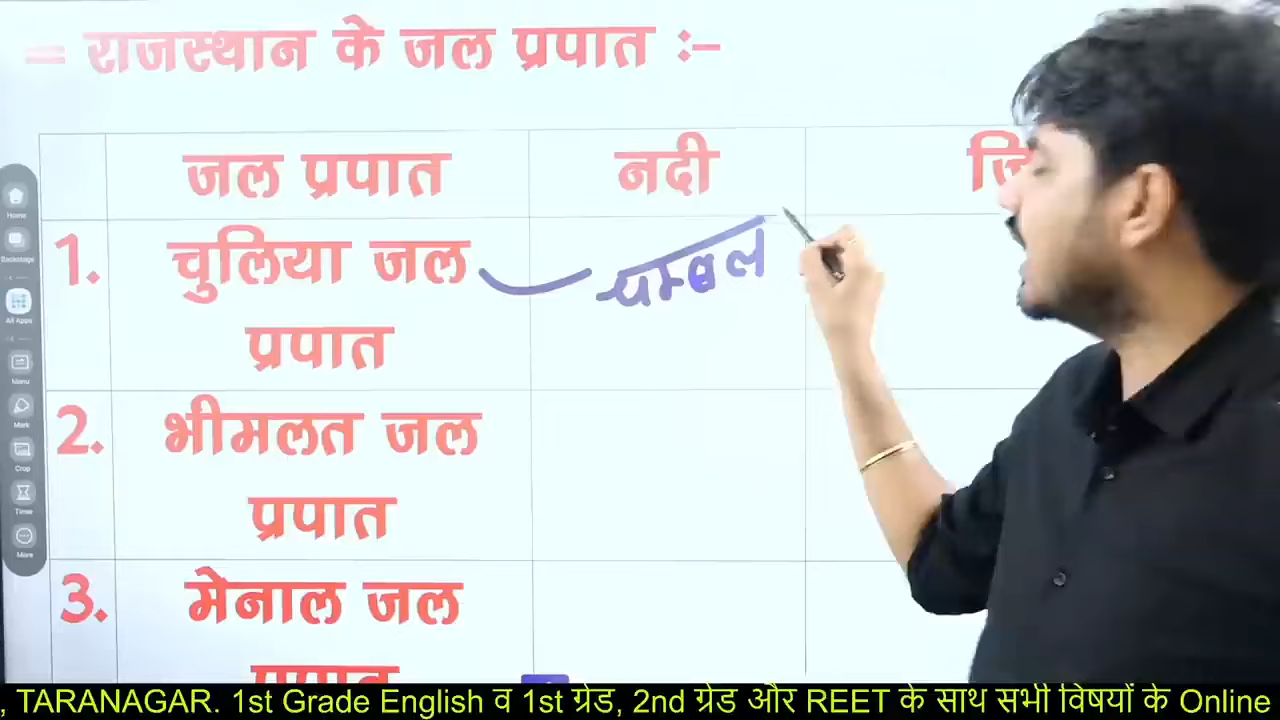 राजस्थान के जल प्रपात :-
जल प्रपात नदी जि
1. चुलिया जल प्रपात चम्बल
2. भीमलत जल
प्रपात
3. मेनाल जल
प्रपात
Home
Backstage
All Apps
Menu
Mark
Crop
Timer
More
, TARANAGAR. 1st Grade English व 1st ग्रेड, 2nd ग्रेड और REET के साथ सभी विषयों के Online